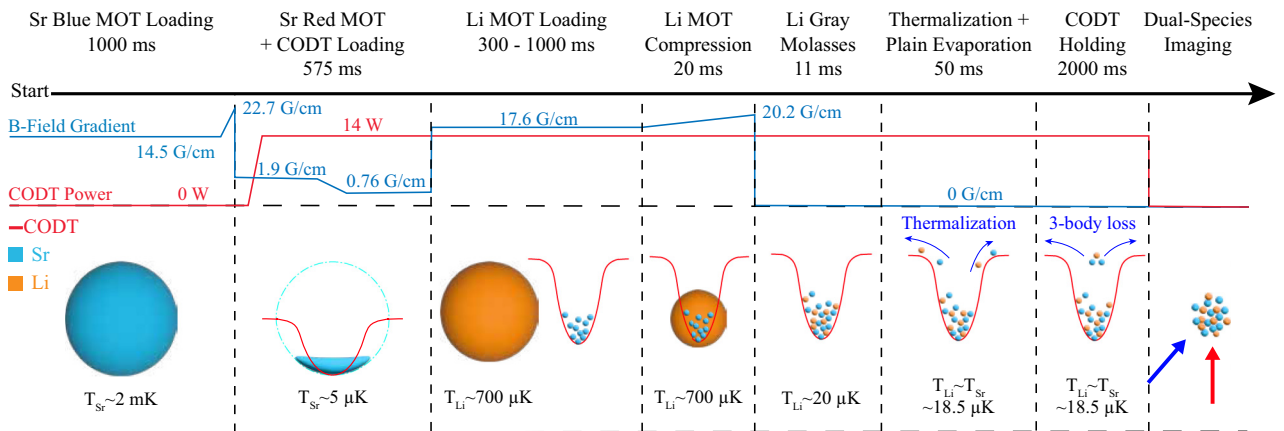 Sr Blue MOT Loading
1000 ms
Sr Red MOT
+ CODT Loading
575 ms
Li MOT Loading
300 - 1000 ms
Li MOT
Compression
20 ms
Li Gray
Molasses
11 ms
Thermalization +
Plain Evaporation
50 ms
CODT
Holding
2000 ms
Dual-Species
Imaging
Start
B-Field Gradient
14.5 G/cm
22.7 G/cm
14 W
17.6 G/cm
20.2 G/cm
1.9 G/cm
0.76 G/cm
CODT Power
0 W
0 G/cm
CODT
Sr
Li
Thermalization
3-body loss
T_Sr~2 mK
T_Sr~5 µK
T_Li~700 µK
T_Li~700 µK
T_Li~20 µK
T_Li~T_Sr
~18.5 µK
T_Li~T_Sr
~18.5 µK